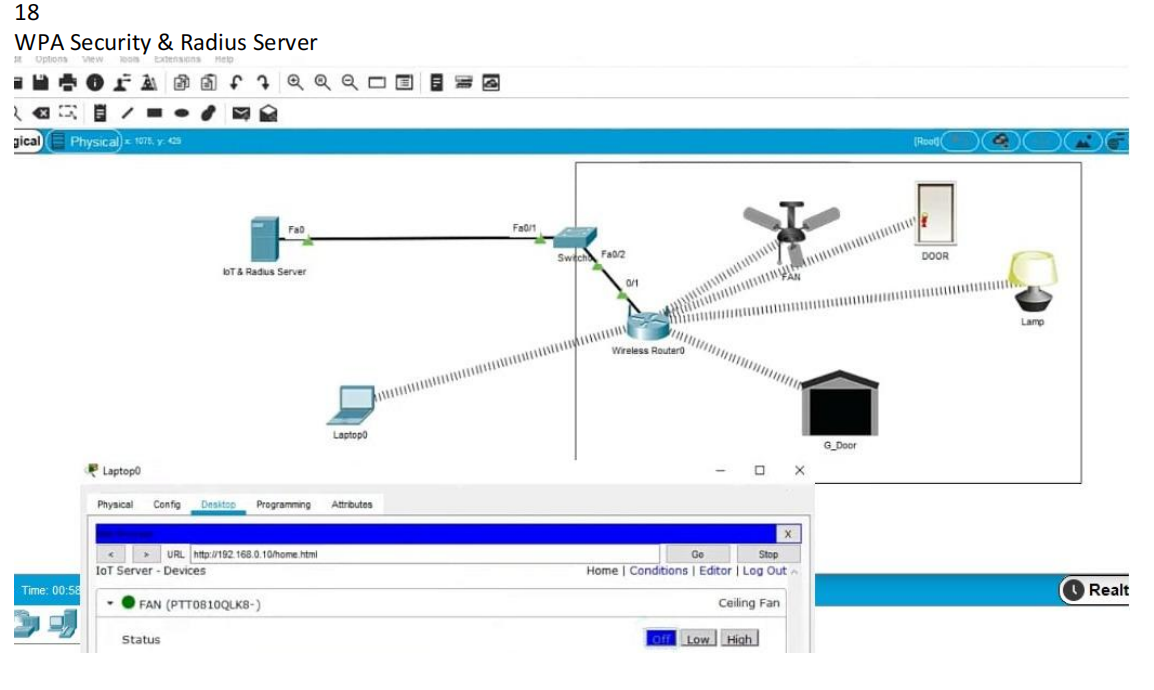 18
WPA Security & Radius Server
Options View Tools Extensions Help
gical Physical x: 1076, y: 429 [Root]
Fa0 Fa0/1
Switch0 Fa0/2
IoT & Radius Server
0/1
FAN
DOOR
Lamp
Wireless Router0
Laptop0
G_Door
Laptop0
Physical Config Desktop Programming Attributes
X
< > URL http://192.168.0.10/home.html Go Stop
IoT Server - Devices Home | Conditions | Editor | Log Out
Time: 00:58 Realt
FAN (PTT0810QLK8-) Ceiling Fan
Status Off Low High